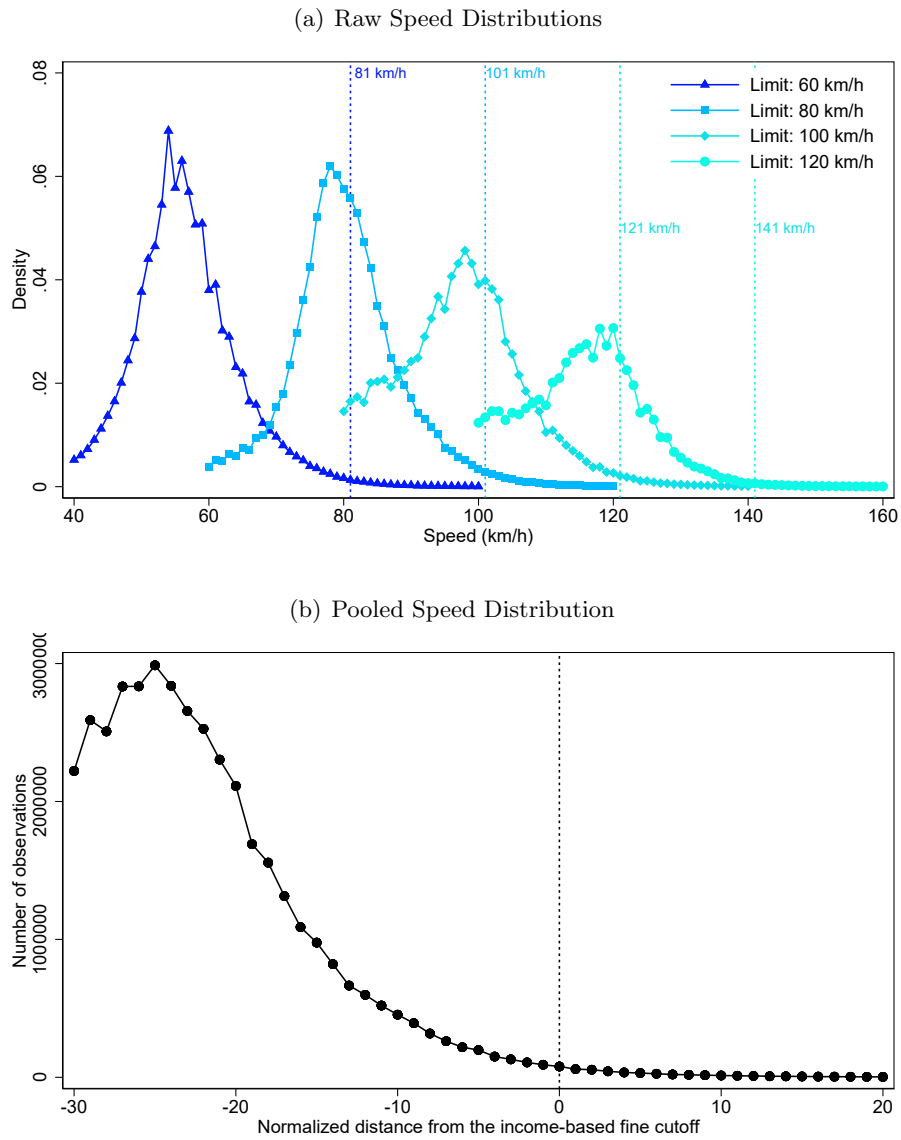 (a) Raw Speed Distributions
.08
.06
.04
.02
0
Density
81 km/h
101 km/h
121 km/h
141 km/h
Limit: 60 km/h
Limit: 80 km/h
Limit: 100 km/h
Limit: 120 km/h
40 60 80 100 120 140 160
Speed (km/h)
(b) Pooled Speed Distribution
3000000
2000000
1000000
0
Number of observations
-30 -20 -10 0 10 20
Normalized distance from the income-based fine cutoff